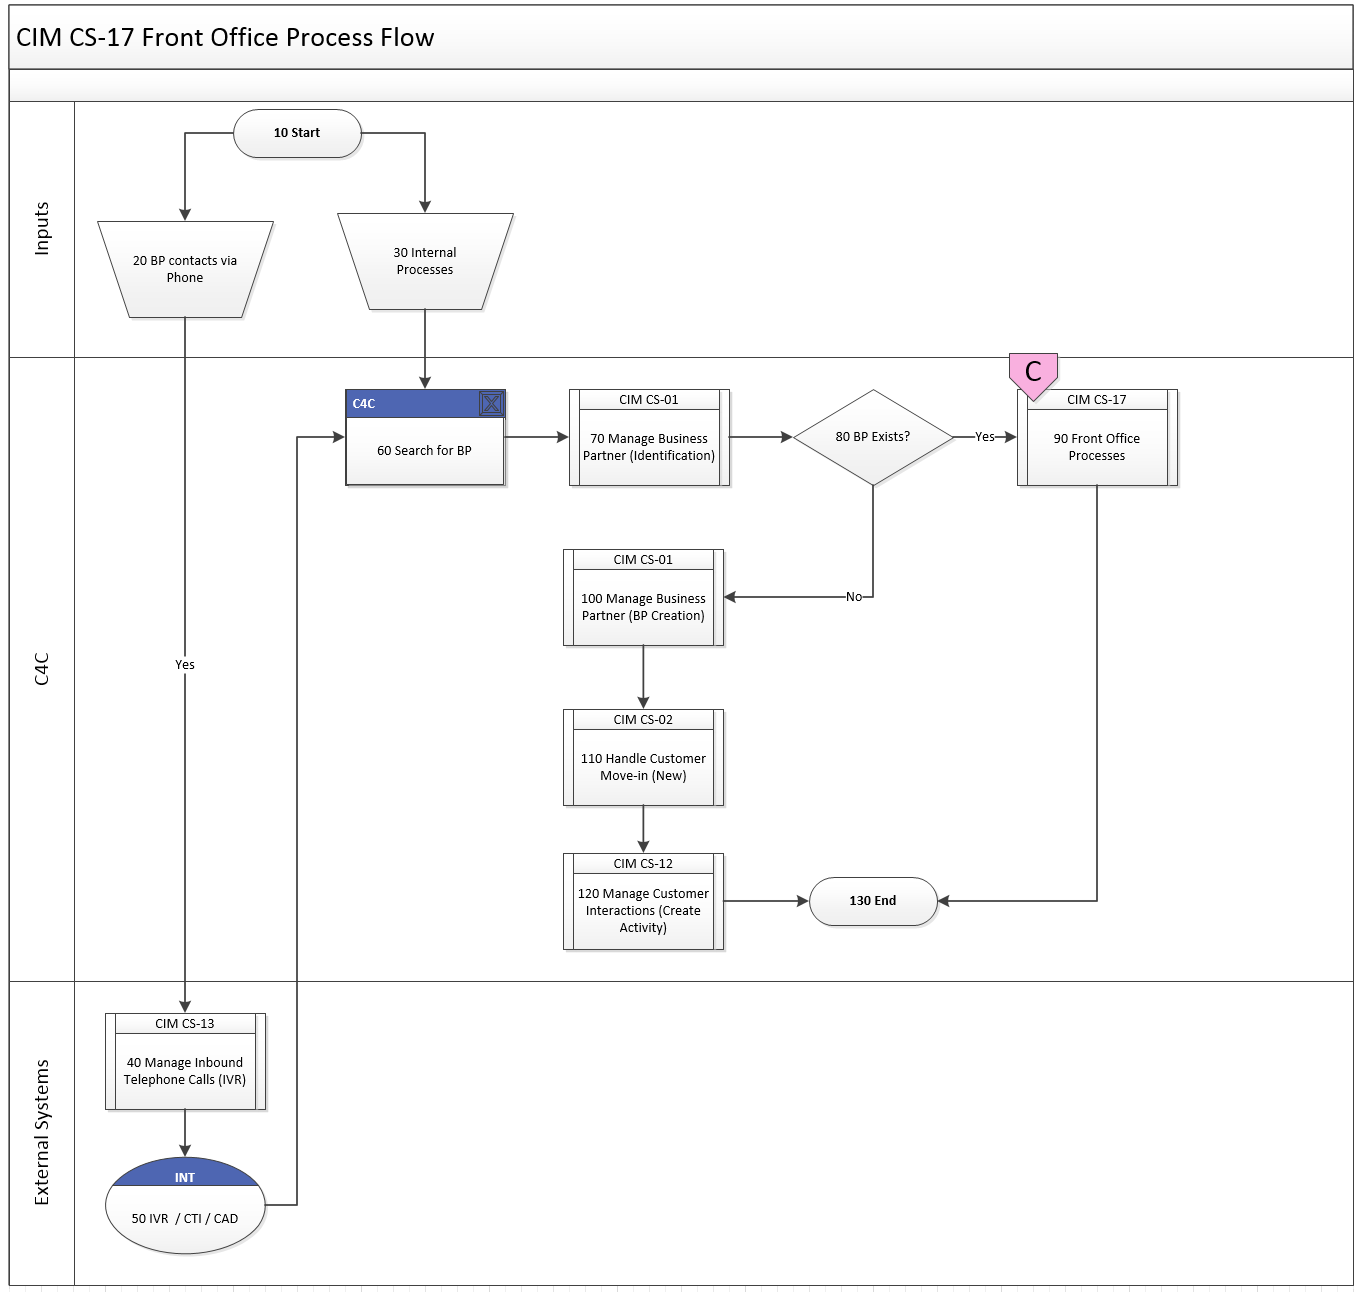 CIM CS-17 Front Office Process Flow
Inputs
10 Start
20 BP contacts via
Phone
30 Internal
Processes
C4C
C4C
60 Search for BP
CIM CS-01
70 Manage Business
Partner (Identification)
80 BP Exists?
Yes
C
CIM CS-17
90 Front Office
Processes
No
CIM CS-01
100 Manage Business
Partner (BP Creation)
Yes
CIM CS-02
110 Handle Customer
Move-in (New)
CIM CS-12
120 Manage Customer
Interactions (Create
Activity)
130 End
External Systems
CIM CS-13
40 Manage Inbound
Telephone Calls (IVR)
INT
50 IVR / CTI / CAD